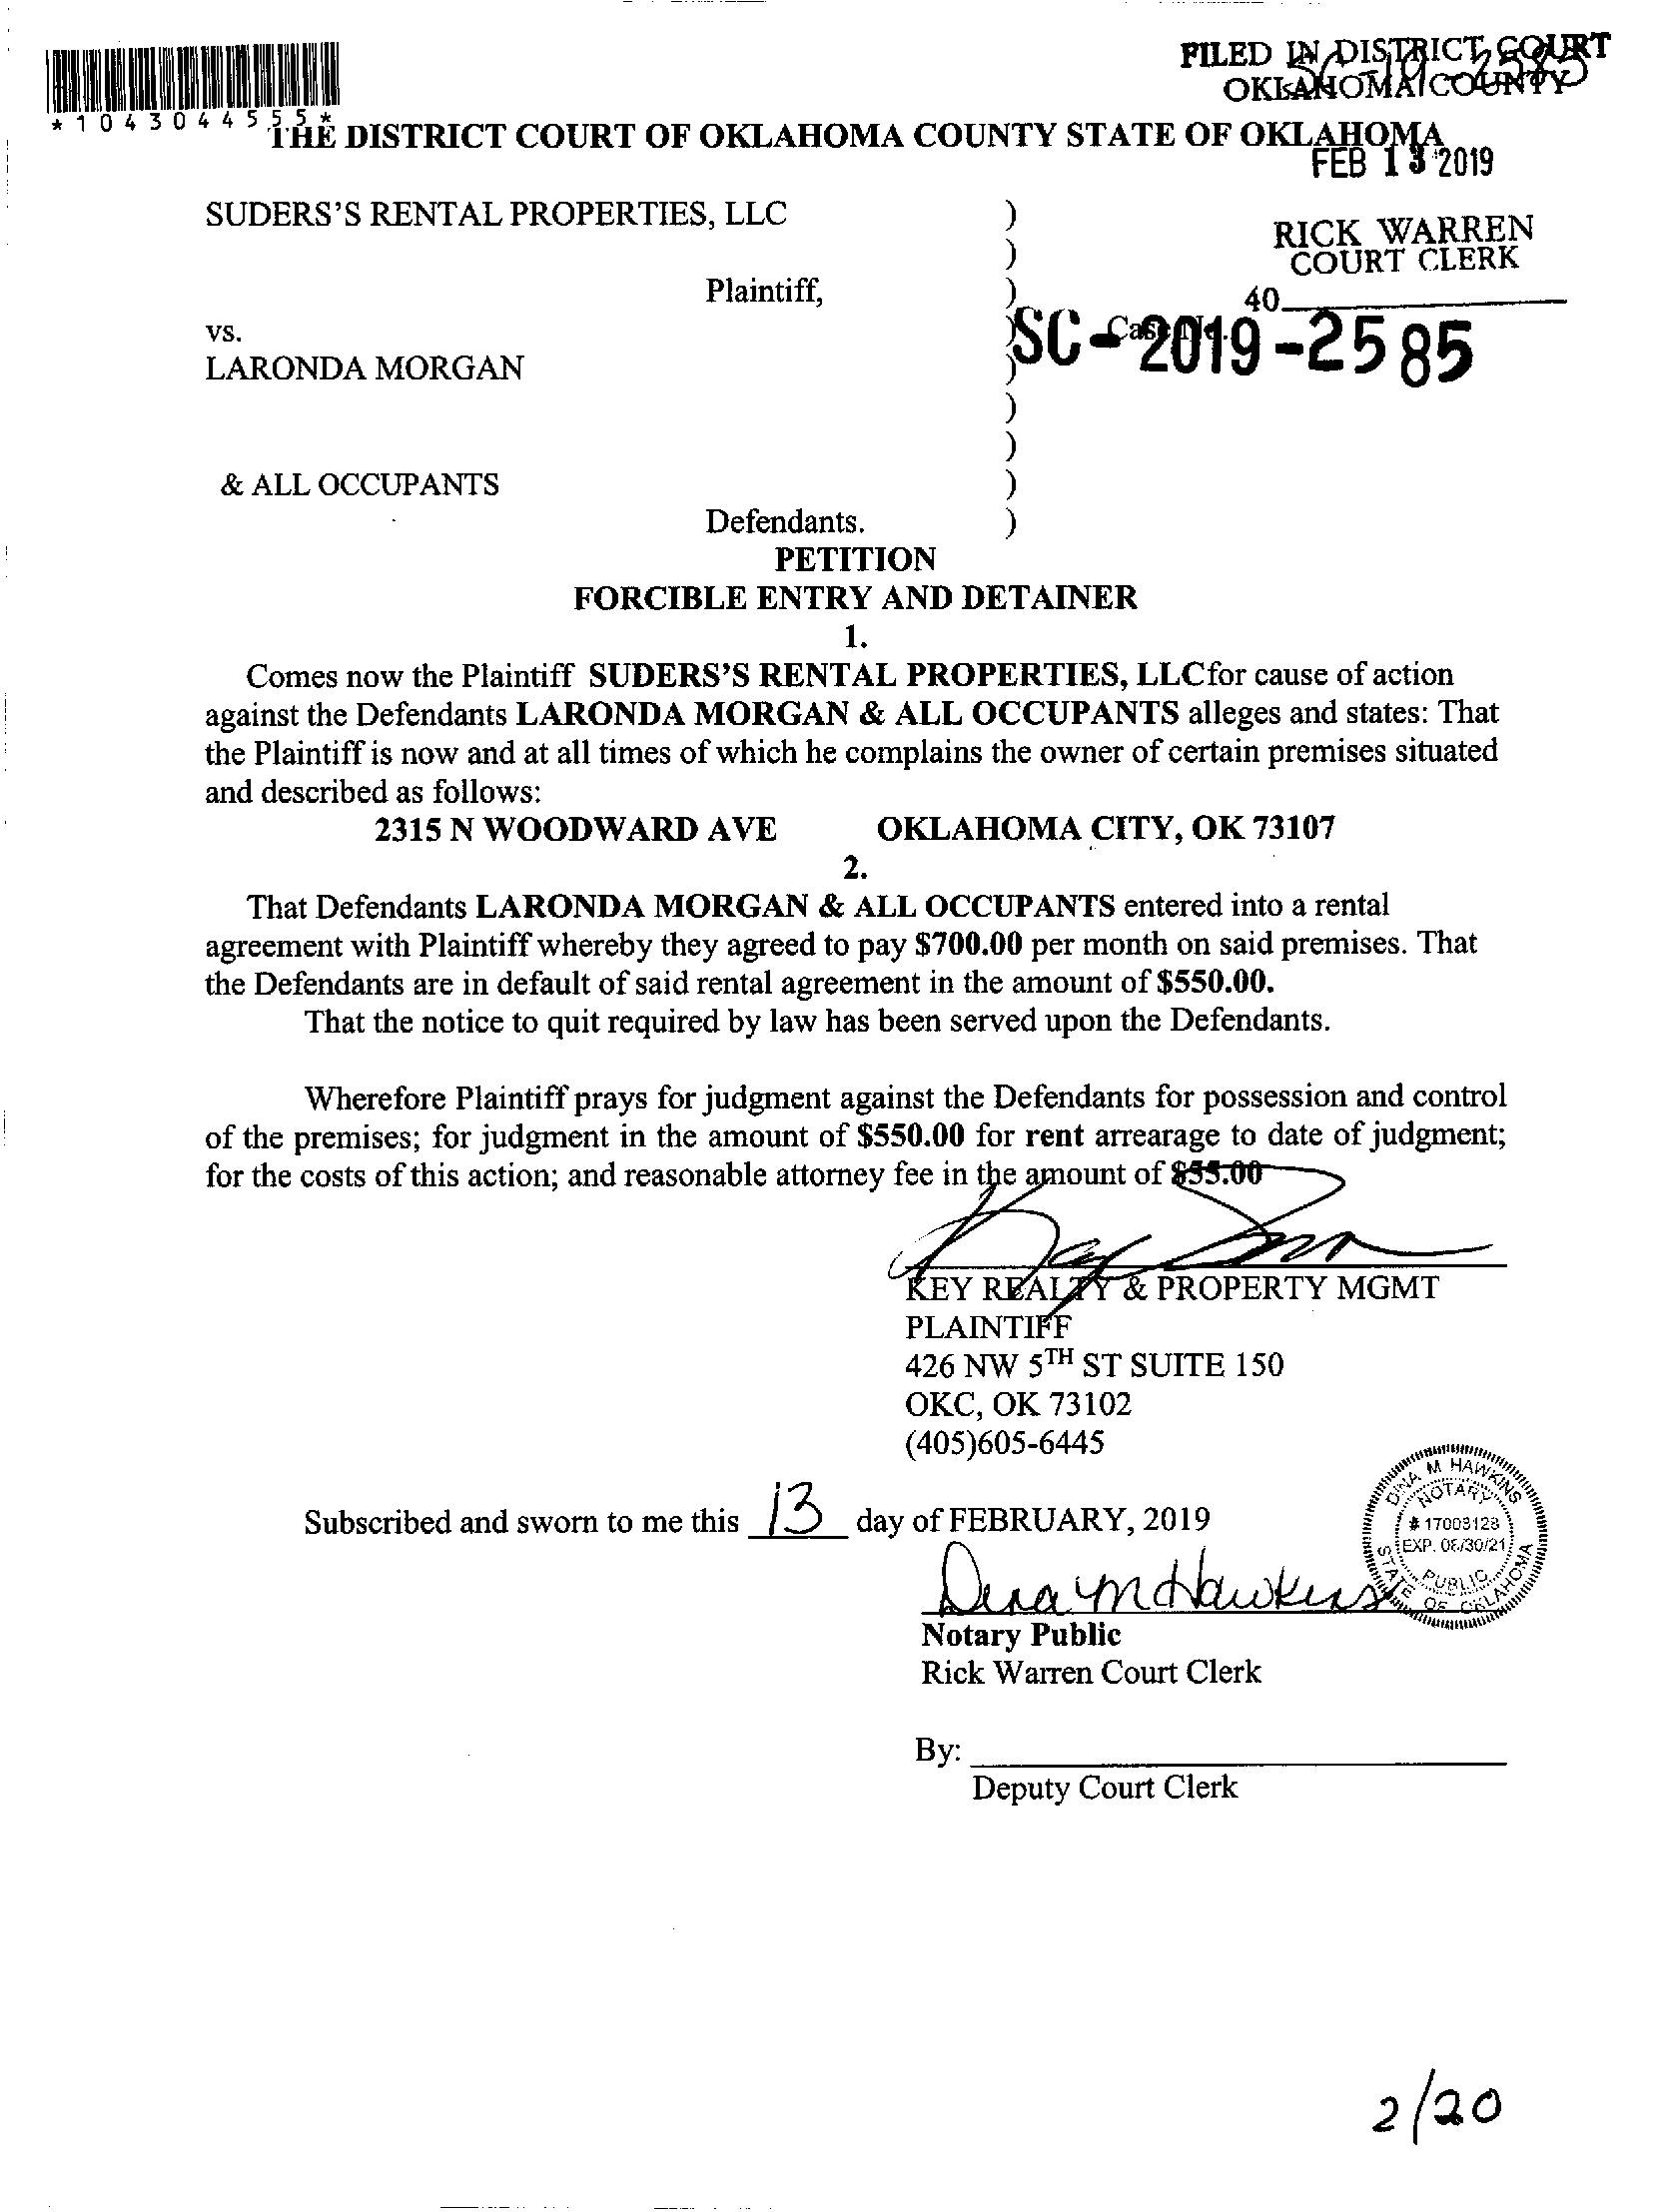 FILED IN DISTRICT COURT
OKLAHOMA COUNTY
SC-19-2585
*1043044555*
THE DISTRICT COURT OF OKLAHOMA COUNTY STATE OF OKLAHOMA
FEB 13 2019
SUDERS'S RENTAL PROPERTIES, LLC )
RICK WARREN
COURT CLERK
)
Plaintiff, )
40
vs. ) Case No.
SC-2019-2585
LARONDA MORGAN )
)
)
& ALL OCCUPANTS )
Defendants. )
PETITION
FORCIBLE ENTRY AND DETAINER
1.
Comes now the Plaintiff SUDERS'S RENTAL PROPERTIES, LLCfor cause of action
against the Defendants LARONDA MORGAN & ALL OCCUPANTS alleges and states: That
the Plaintiff is now and at all times of which he complains the owner of certain premises situated
and described as follows:
2315 N WOODWARD AVE OKLAHOMA CITY, OK 73107
2.
That Defendants LARONDA MORGAN & ALL OCCUPANTS entered into a rental
agreement with Plaintiff whereby they agreed to pay $700.00 per month on said premises. That
the Defendants are in default of said rental agreement in the amount of $550.00.
That the notice to quit required by law has been served upon the Defendants.
Wherefore Plaintiff prays for judgment against the Defendants for possession and control
of the premises; for judgment in the amount of $550.00 for rent arrearage to date of judgment;
for the costs of this action; and reasonable attorney fee in the amount of $55.00
KEY REALTY & PROPERTY MGMT
PLAINTIFF
426 NW 5TH ST SUITE 150
OKC, OK 73102
(405)605-6445
Subscribed and sworn to me this 13 day of FEBRUARY, 2019
DINA M HAWKINS
NOTARY
# 17003128
EXP. 08/30/21
PUBLIC
STATE OF OKLAHOMA
Dina M Hawkins
Notary Public
Rick Warren Court Clerk
By:
Deputy Court Clerk
2/20